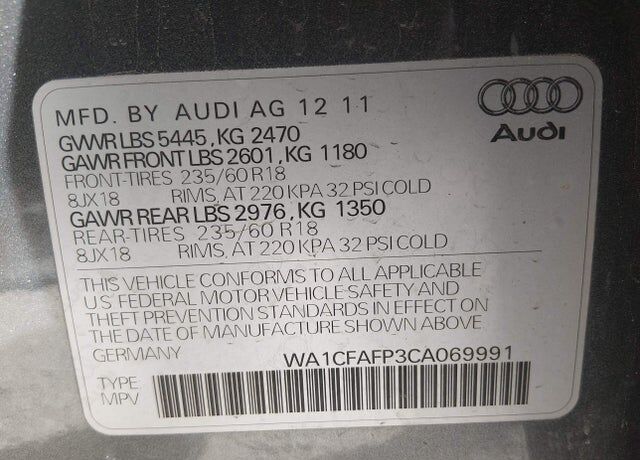 MFD. BY AUDI AG 12 11
Audi
GVWR LBS 5445, KG 2470
GAWR FRONT LBS 2601, KG 1180
FRONT-TIRES 235/60 R18
8JX18 RIMS, AT 220 KPA 32 PSI COLD
GAWR REAR LBS 2976, KG 1350
REAR-TIRES 235/60 R18
8JX18 RIMS, AT 220 KPA 32 PSI COLD
THIS VEHICLE CONFORMS TO ALL APPLICABLE
US FEDERAL MOTOR VEHICLE SAFETY AND
THEFT PREVENTION STANDARDS IN EFFECT ON
THE DATE OF MANUFACTURE SHOWN ABOVE
GERMANY WA1CFAFP3CA069991
TYPE
MPV